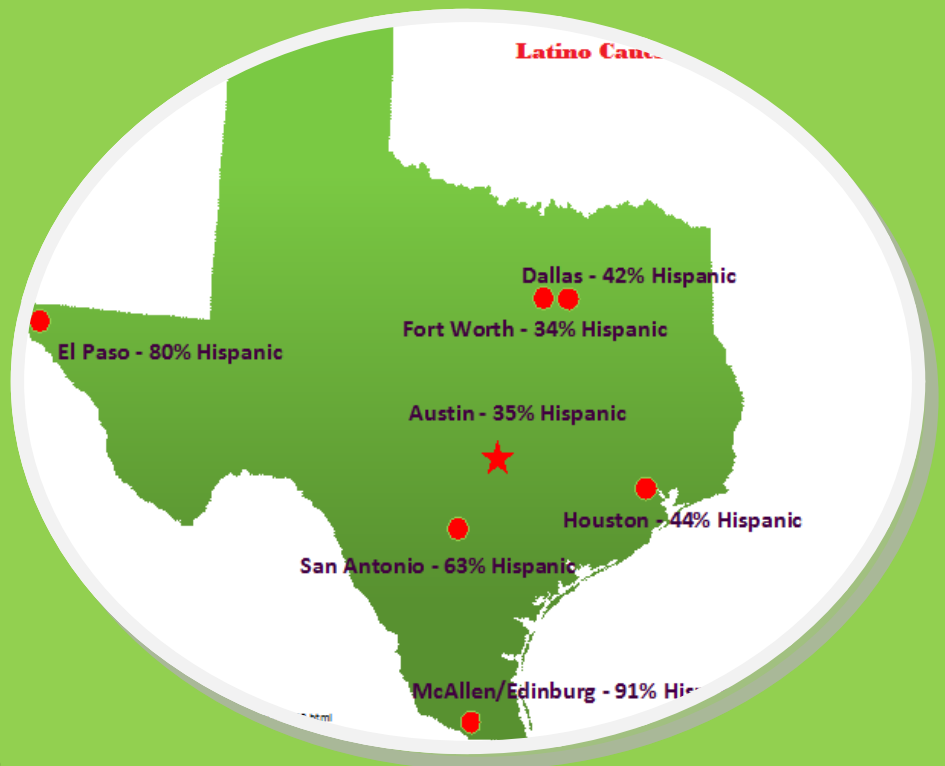 Latino
Dallas - 42% Hispanic
Fort Worth - 34% Hispanic
El Paso - 80% Hispanic
Austin - 35% Hispanic
Houston - 44% Hispanic
San Antonio - 63% Hispanic
McAllen/Edinburg - 91%
html